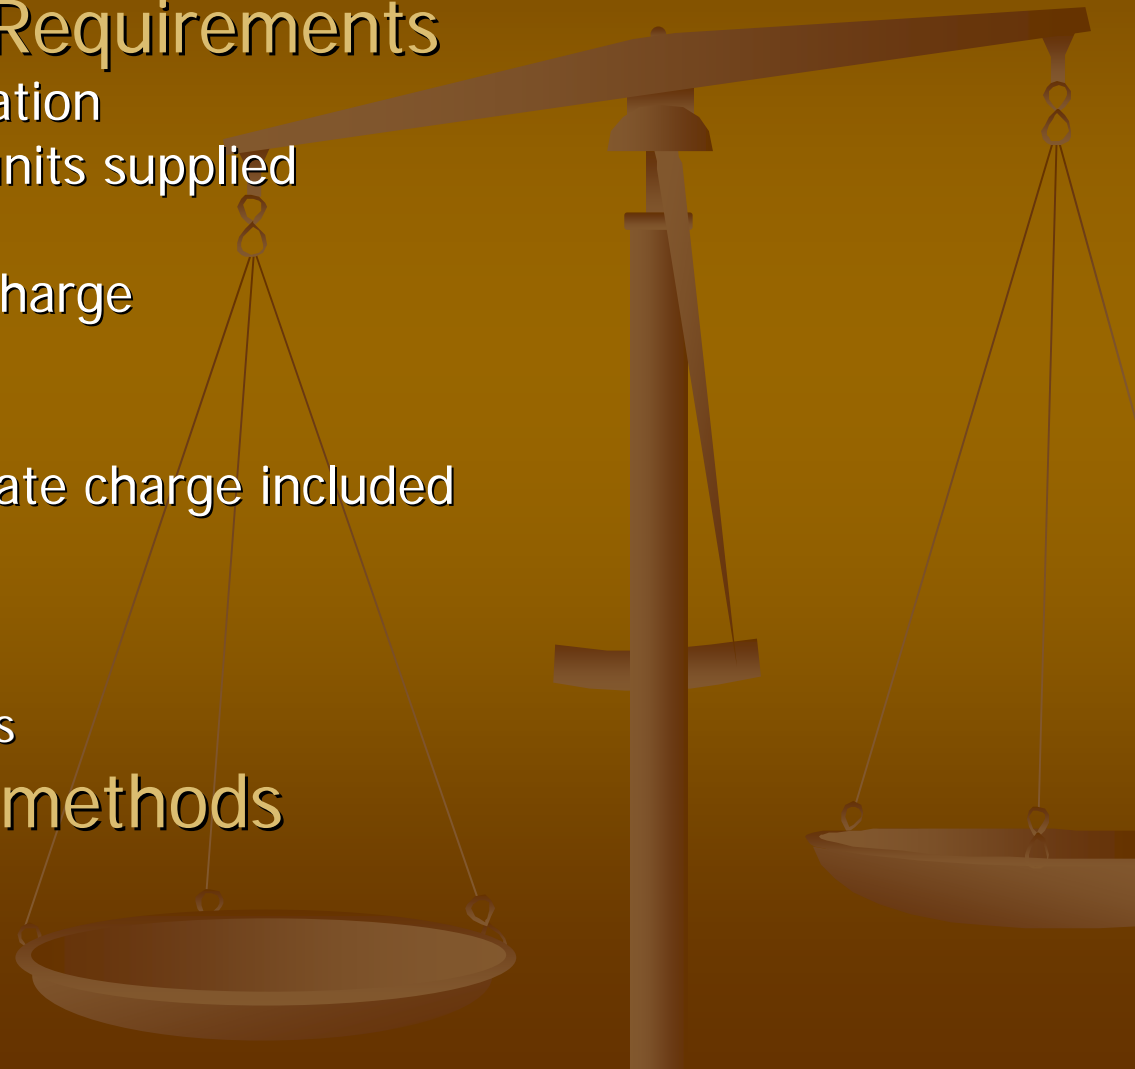 Requirements
ation
nits supplied
harge
ate charge included
s
methods